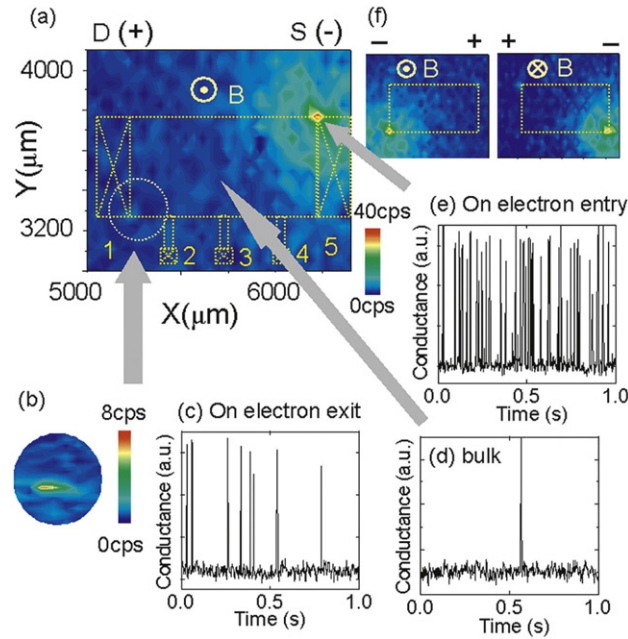 (a)
D (+)
S (-)
B
4000
3200
Y(μm)
1
2
3
4
5
5000
6000
X(μm)
40cps
0cps
(f)
−
+
+
−
B
B
(e) On electron entry
Conductance (a.u.)
0.0
0.5
1.0
Time (s)
(b)
8cps
0cps
(c) On electron exit
Conductance (a.u.)
0.0
0.5
1.0
Time (s)
(d) bulk
Conductance (a.u.)
0.0
0.5
1.0
Time (s)